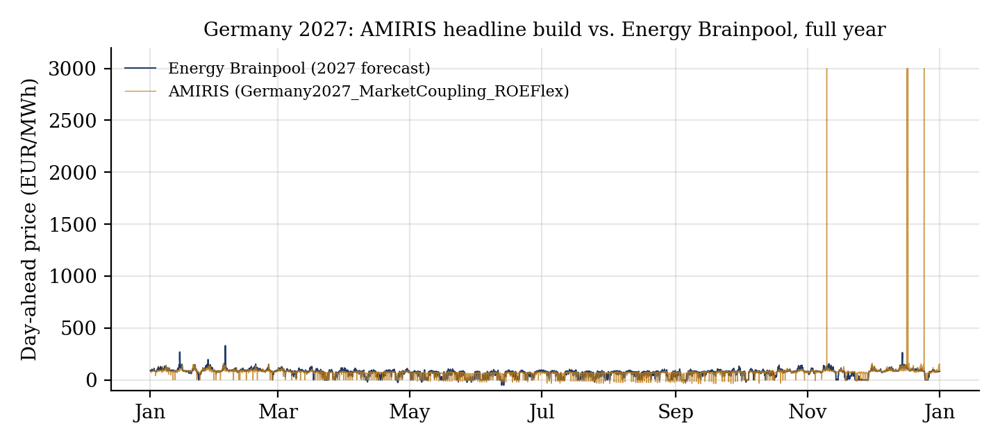 Germany 2027: AMIRIS headline build vs. Energy Brainpool, full year
Day-ahead price (EUR/MWh)
3000
2500
2000
1500
1000
500
0
Energy Brainpool (2027 forecast)
AMIRIS (Germany2027_MarketCoupling_ROEFlex)
Jan Mar May Jul Sep Nov Jan